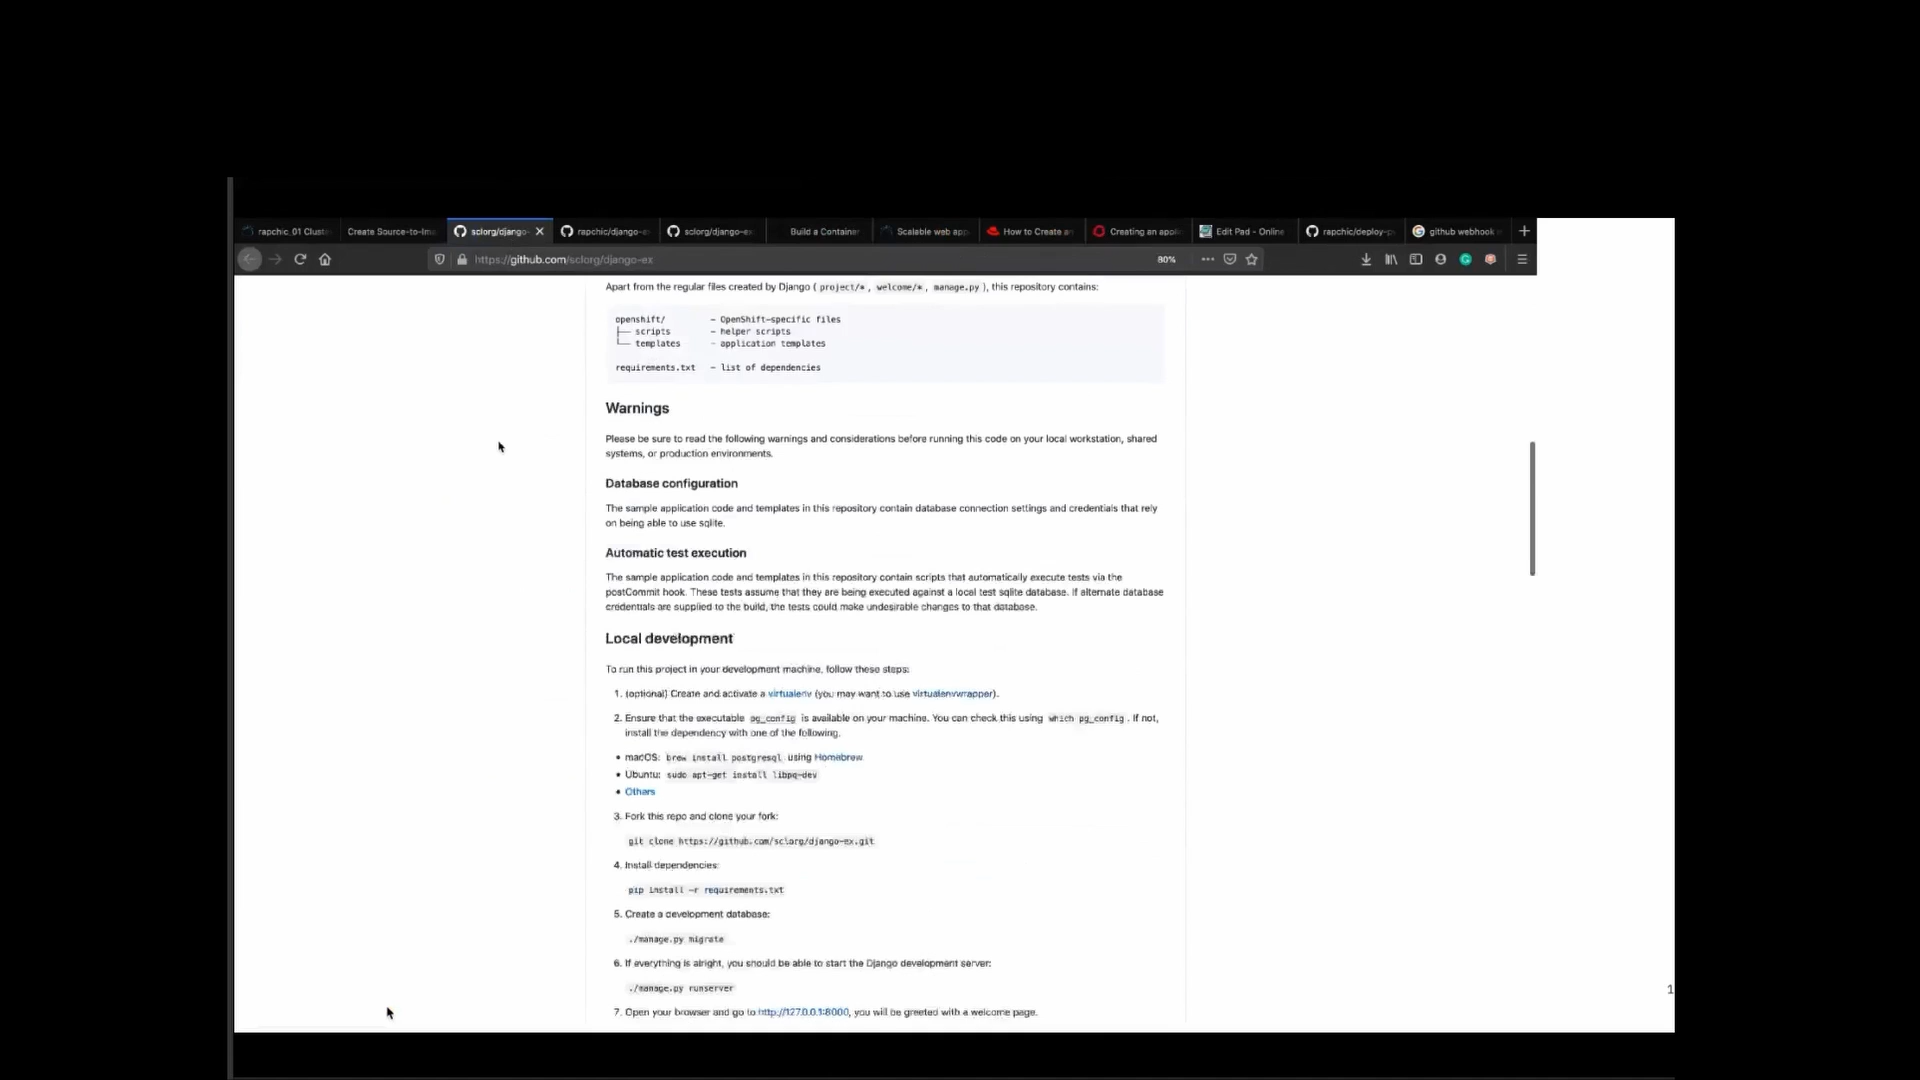 rapchic_01 Cluste
Create Source-to-Ima
sclorg/django-
rapchic/django-e
sclorg/django-ex
Build a Container
Scalable web app
How to Create an
Creating an appli
Edit Pad - Online
rapchic/deploy-p
github webhook
https://github.com/sclorg/django-ex
80%
Apart from the regular files created by Django ( project/* , welcome/* , manage.py ), this repository contains:
openshift/ - OpenShift-specific files
├── scripts - helper scripts
└── templates - application templates
requirements.txt - list of dependencies
Warnings
Please be sure to read the following warnings and considerations before running this code on your local workstation, shared
systems, or production environments.
Database configuration
The sample application code and templates in this repository contain database connection settings and credentials that rely
on being able to use sqlite.
Automatic test execution
The sample application code and templates in this repository contain scripts that automatically execute tests via the
postCommit hook. These tests assume that they are being executed against a local test sqlite database. If alternate database
credentials are supplied to the build, the tests could make undesirable changes to that database.
Local development
To run this project in your development machine, follow these steps:
1. (optional) Create and activate a virtualenv (you may want to use virtualenvwrapper).
2. Ensure that the executable pg_config is available on your machine. You can check this using which pg_config . If not,
install the dependency with one of the following.
• macOS: brew install postgresql using Homebrew
• Ubuntu: sudo apt-get install libpq-dev
• Others
3. Fork this repo and clone your fork:
git clone https://github.com/sclorg/django-ex.git
4. Install dependencies:
pip install -r requirements.txt
5. Create a development database:
./manage.py migrate
6. If everything is alright, you should be able to start the Django development server:
./manage.py runserver
7. Open your browser and go to http://127.0.0.1:8000, you will be greeted with a welcome page.
1